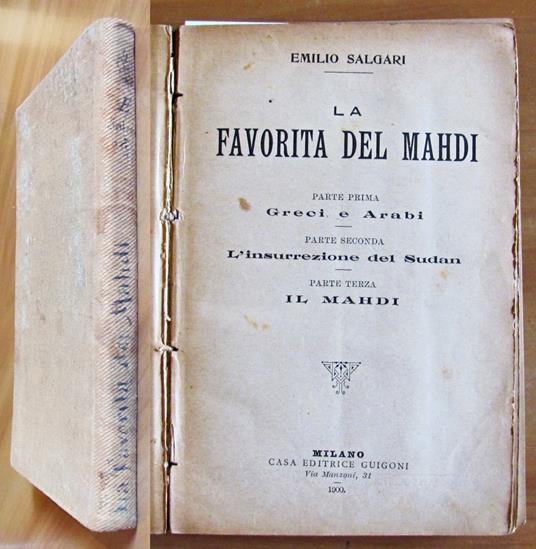 La Favorita del Mahdi
EMILIO SALGARI
LA
FAVORITA DEL MAHDI
PARTE PRIMA
Greci e Arabi
PARTE SECONDA
L'insurrezione del Sudan
PARTE TERZA
IL MAHDI
MILANO
CASA EDITRICE GUIGONI
Via Manzoni, 31
1900.